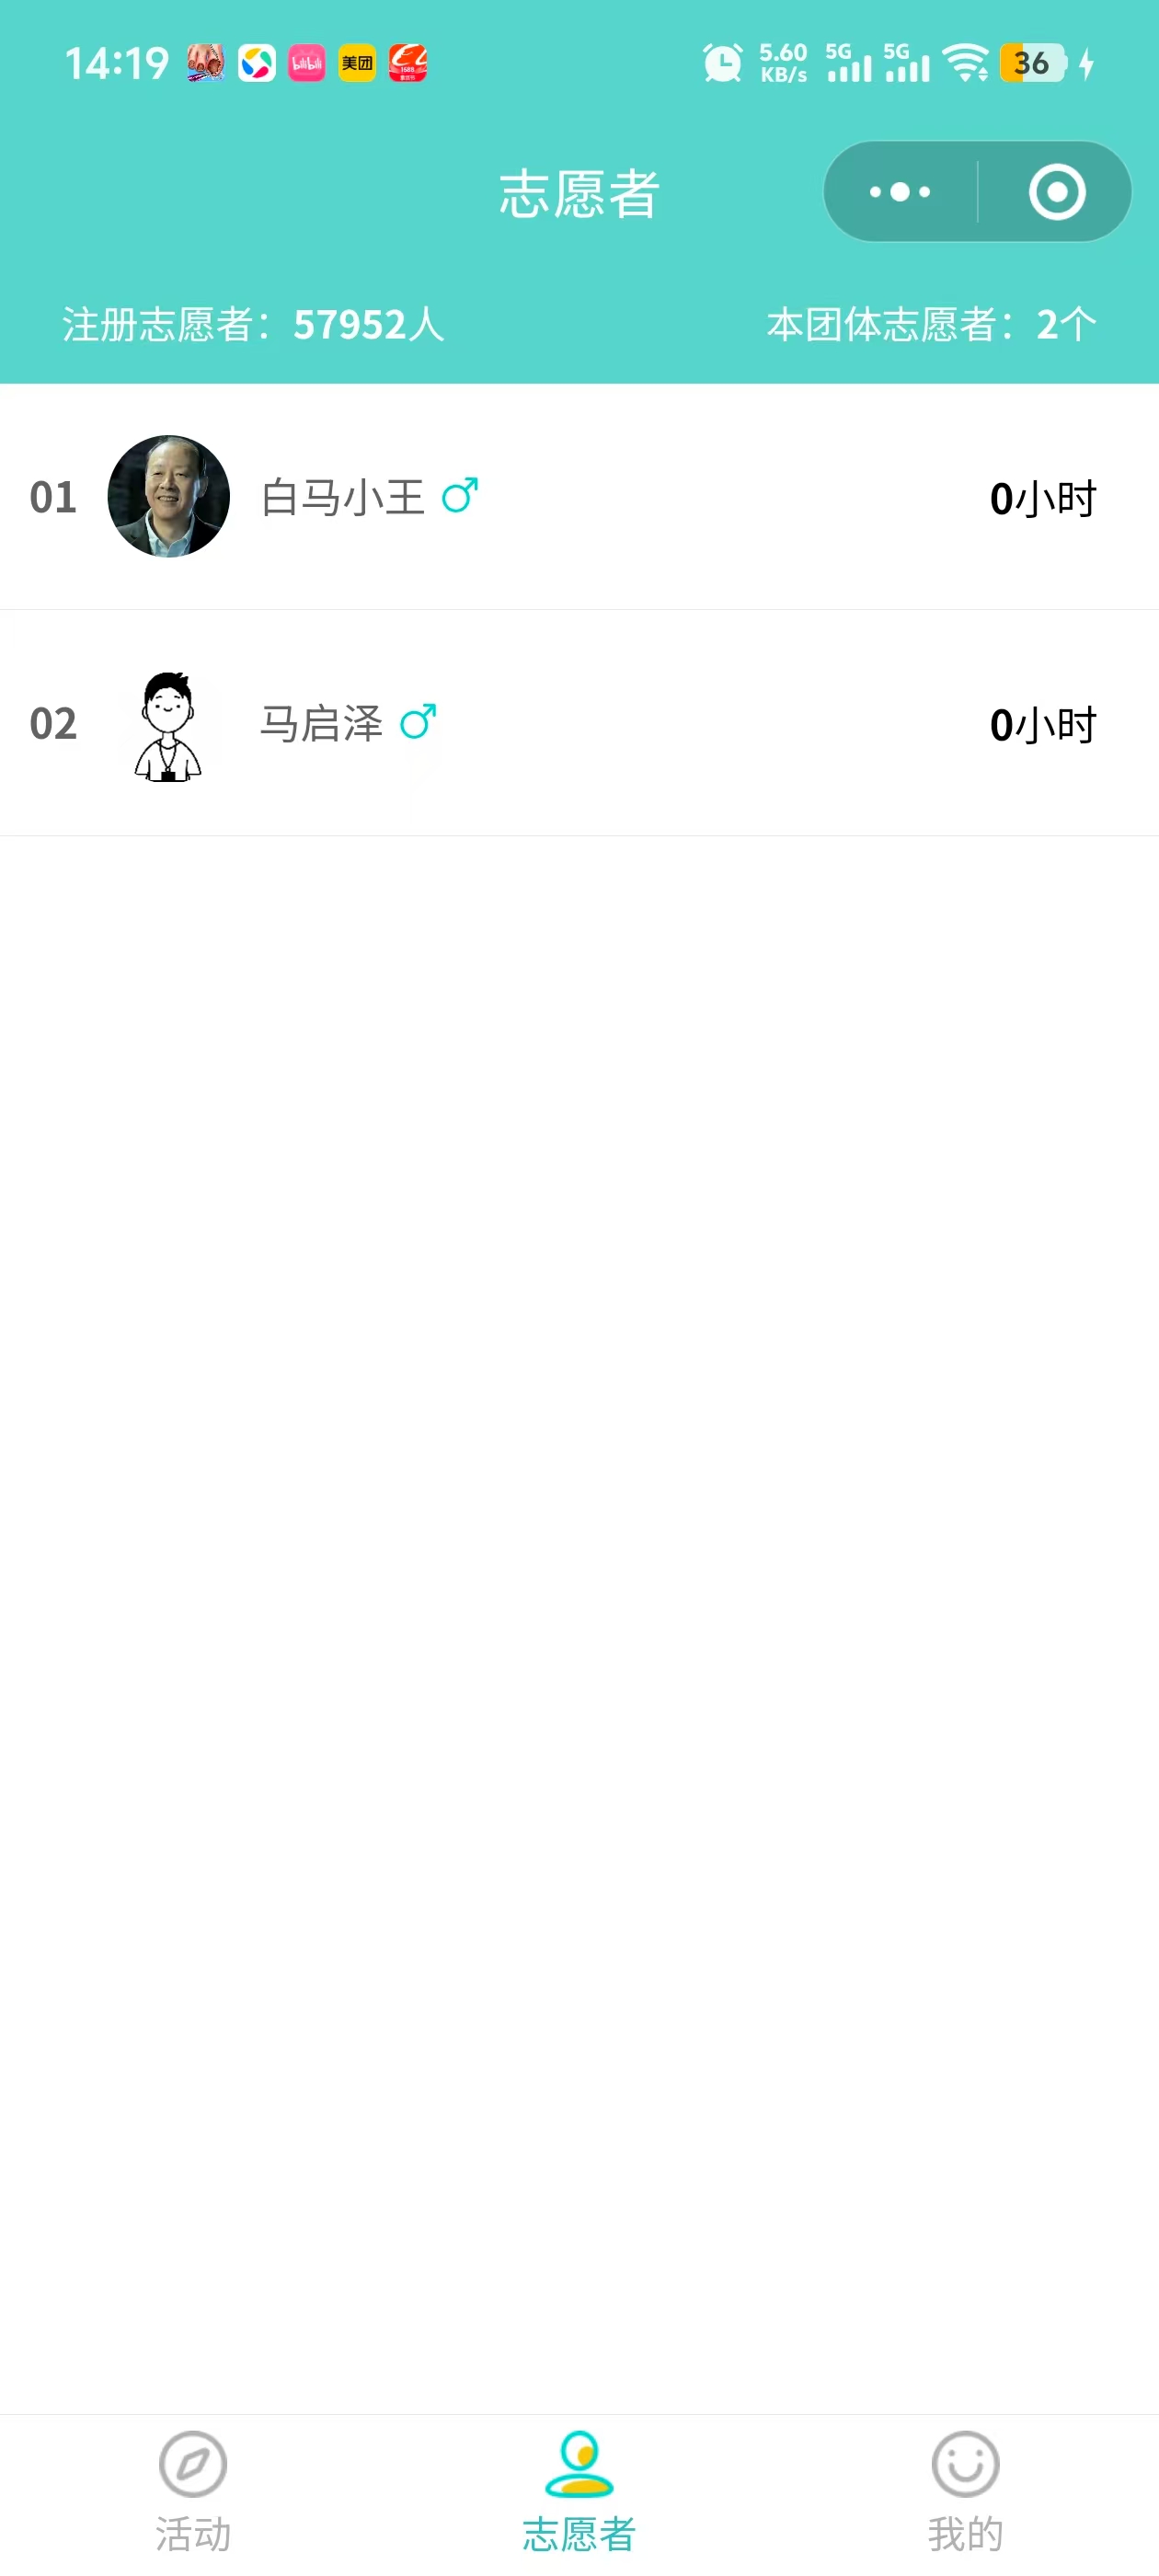 14:19 bilibili 美团 1688 5.60 KB/s 5G 5G 36
志愿者
注册志愿者：57952人 本团体志愿者：2个
01 白马小王 0小时
02 马启泽 0小时
活动 志愿者 我的